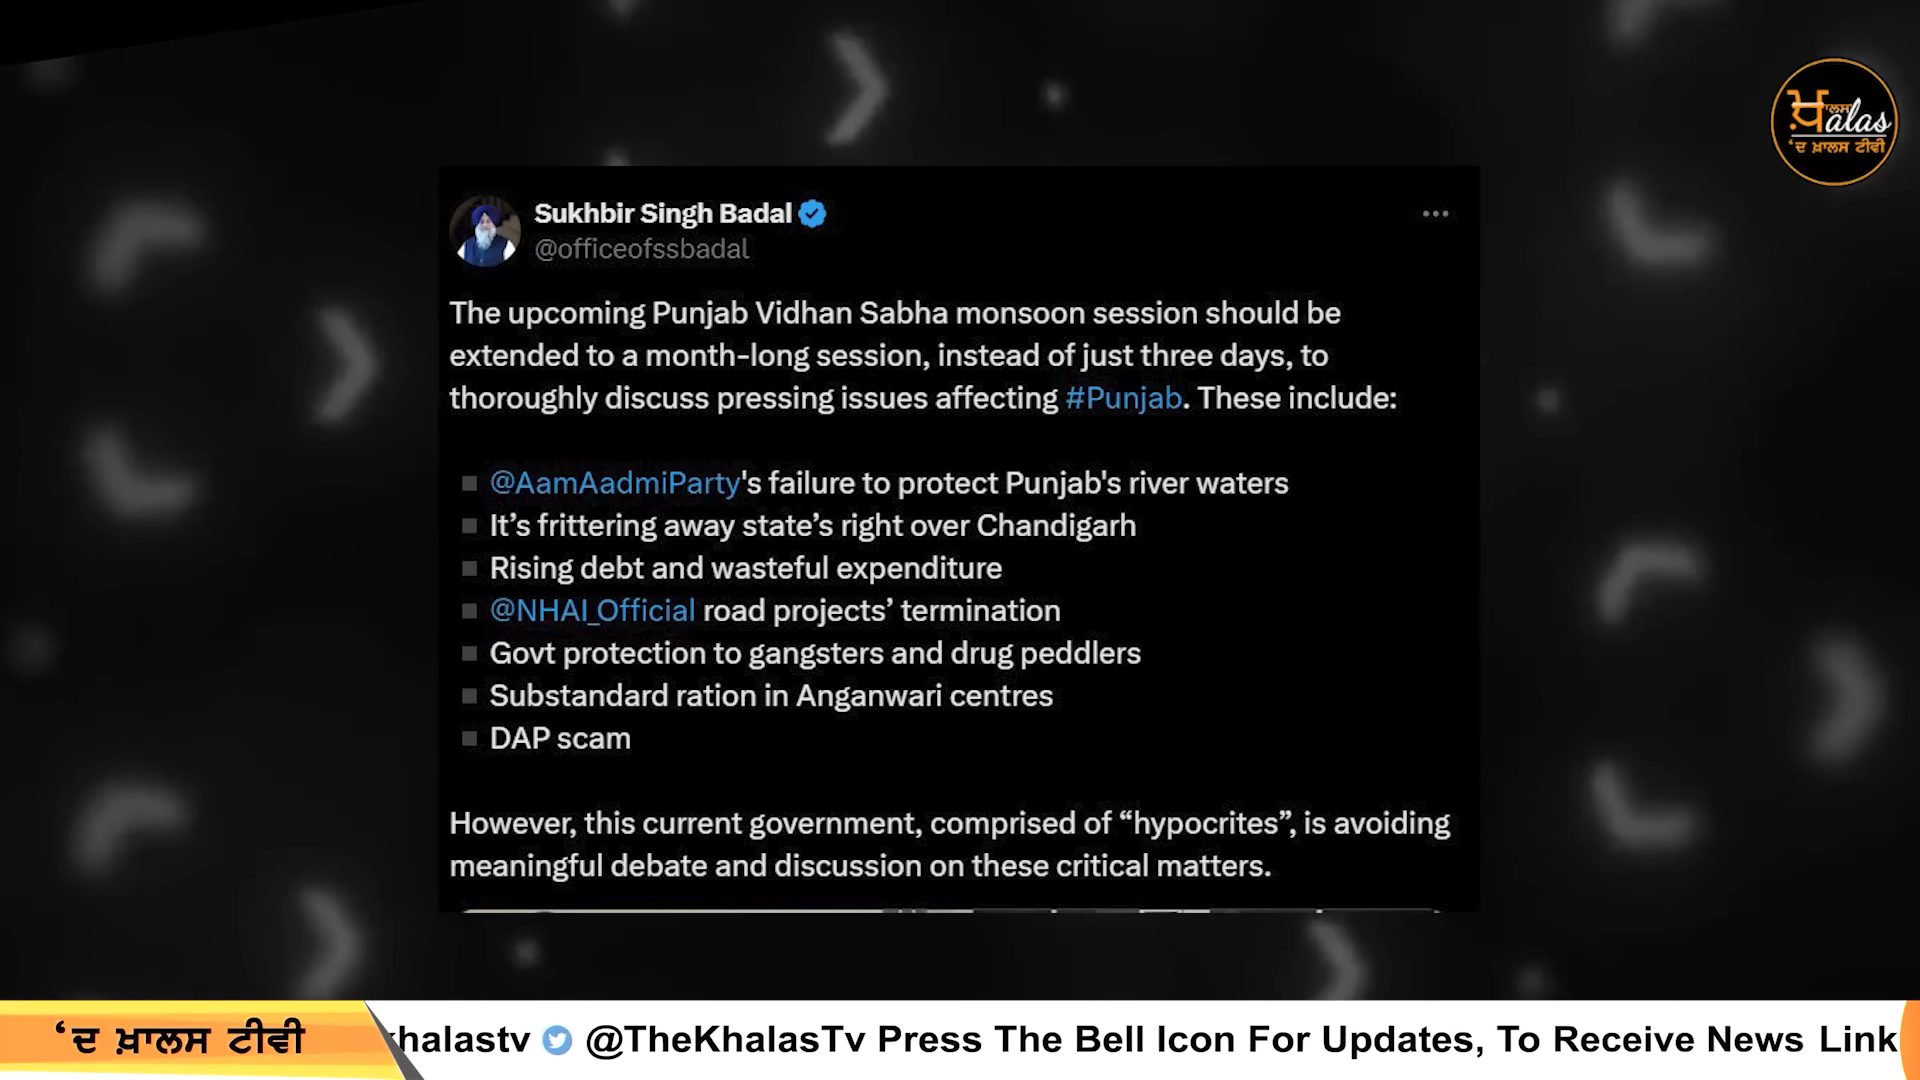 ਖ਼ਾਲਸ
alas
‘ਦ ਖ਼ਾਲਸ ਟੀਵੀ
Sukhbir Singh Badal
@officeofssbadal
The upcoming Punjab Vidhan Sabha monsoon session should be
extended to a month-long session, instead of just three days, to
thoroughly discuss pressing issues affecting #Punjab. These include:
@AamAadmiParty's failure to protect Punjab's river waters
It’s frittering away state’s right over Chandigarh
Rising debt and wasteful expenditure
@NHAI_Official road projects’ termination
Govt protection to gangsters and drug peddlers
Substandard ration in Anganwari centres
DAP scam
However, this current government, comprised of “hypocrites”, is avoiding
meaningful debate and discussion on these critical matters.
‘ਦ ਖ਼ਾਲਸ ਟੀਵੀ
khalastv @TheKhalasTv Press The Bell Icon For Updates, To Receive News Link